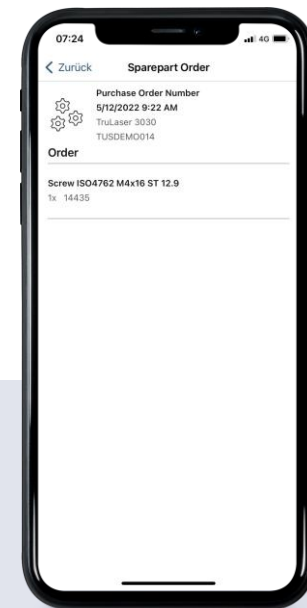 07:24
4G
Zurück
Sparepart Order
Purchase Order Number
5/12/2022 9:22 AM
TruLaser 3030
TUSDEMO014
Order
Screw ISO4762 M4x16 ST 12.9
1x 14435